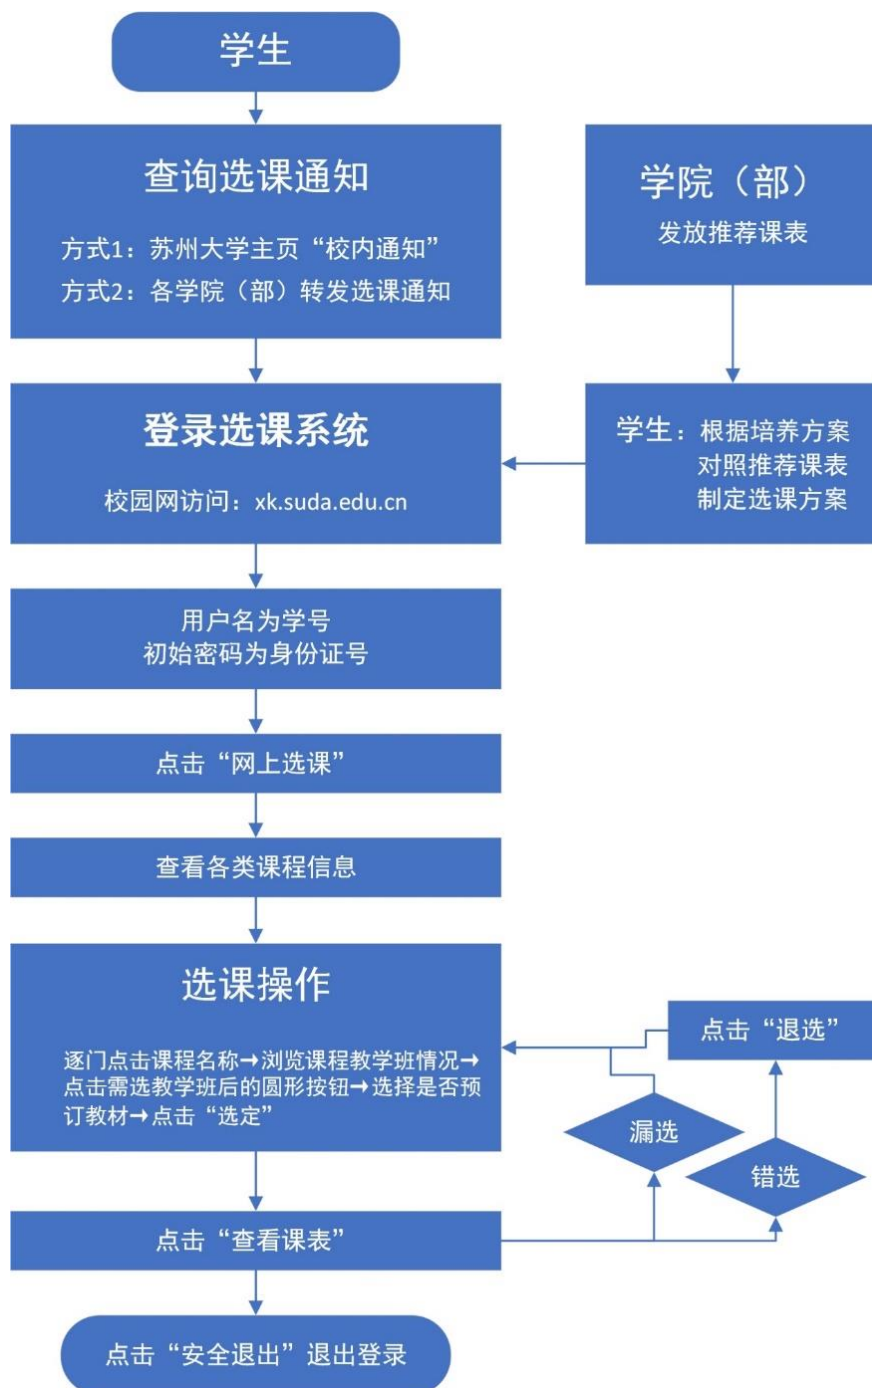 学生
查询选课通知
方式1：苏州大学主页“校内通知”
方式2：各学院（部）转发选课通知
学院（部）
发放推荐课表
登录选课系统
校园网访问：xk.suda.edu.cn
学生：根据培养方案
对照推荐课表
制定选课方案
用户名为学号
初始密码为身份证号
点击“网上选课”
查看各类课程信息
选课操作
逐门点击课程名称→浏览课程教学班情况→
点击需选教学班后的圆形按钮→选择是否预
订教材→点击“选定”
点击“退选”
漏选
错选
点击“查看课表”
点击“安全退出”退出登录